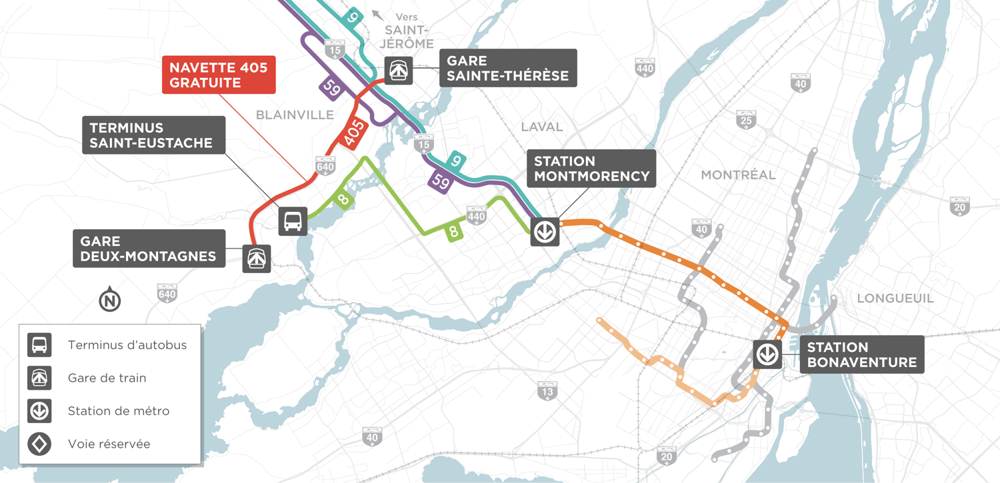 9
Vers
SAINT-
JÉRÔME
15
NAVETTE 405
GRATUITE
GARE
SAINTE-THÉRÈSE
440
40
59
BLAINVILLE
405
LAVAL
25
TERMINUS
SAINT-EUSTACHE
15
640
9
59
STATION
MONTMORENCY
MONTRÉAL
8
440
8
40
20
GARE
DEUX-MONTAGNES
N
640
LONGUEUIL
STATION
BONAVENTURE
13
40
20
Terminus d’autobus
Gare de train
Station de métro
Voie réservée